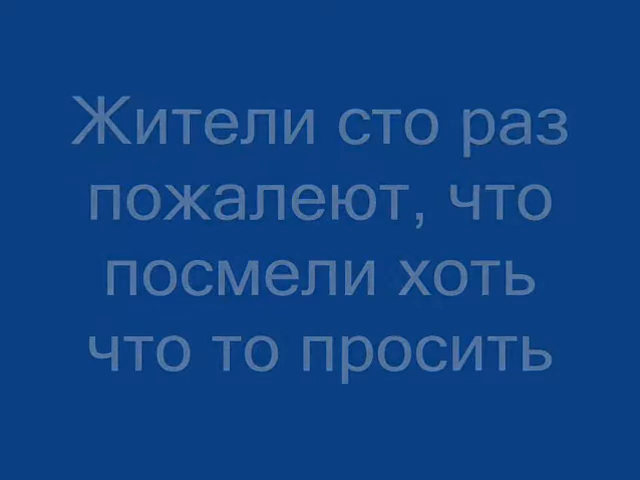 Жители сто раз
пожалеют, что
посмели хоть
что то просить